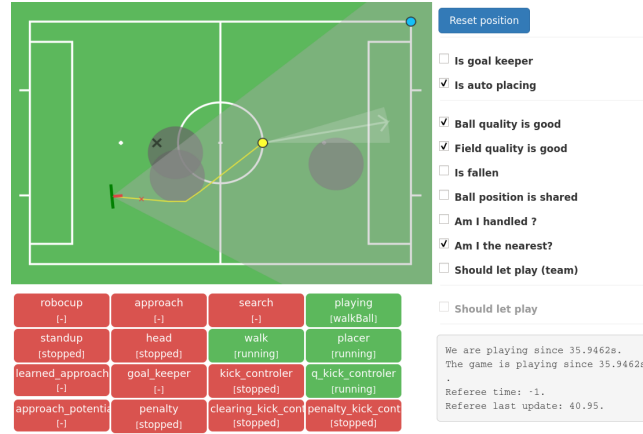 Reset position
Is goal keeper
Is auto placing
Ball quality is good
Field quality is good
Is fallen
Ball position is shared
Am I handled ?
Am I the nearest?
Should let play (team)
Should let play
robocup
[-]
approach
[-]
search
[-]
playing
[walkBall]
standup
[stopped]
head
[stopped]
walk
[running]
placer
[running]
learned_approach
[-]
goal_keeper
[-]
kick_controler
[stopped]
q_kick_controler
[running]
approach_potentia
[-]
penalty
[stopped]
clearing_kick_cont
[stopped]
penalty_kick_cont
[stopped]
We are playing since 35.9462s.
The game is playing since 35.9462s
.
Referee time: -1.
Referee last update: 40.95.